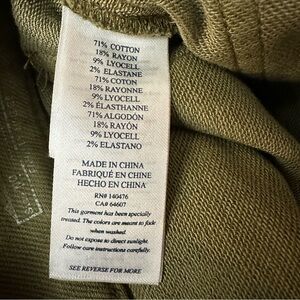 71% COTTON
18% RAYON
9% LYOCELL
2% ELASTANE
71% COTON
18% RAYONNE
9% LYOCELL
2% ÉLASTHANNE
71% ALGODÓN
18% RAYÓN
9% LYOCELL
2% ELASTANO
MADE IN CHINA
FABRIQUÉ EN CHINE
HECHO EN CHINA
RN# 140476
CA# 64607
This garment has been specially
treated. The colors are meant to fade
when washed.
Do not expose to direct sunlight.
Follow care instructions carefully.
SEE REVERSE FOR MORE